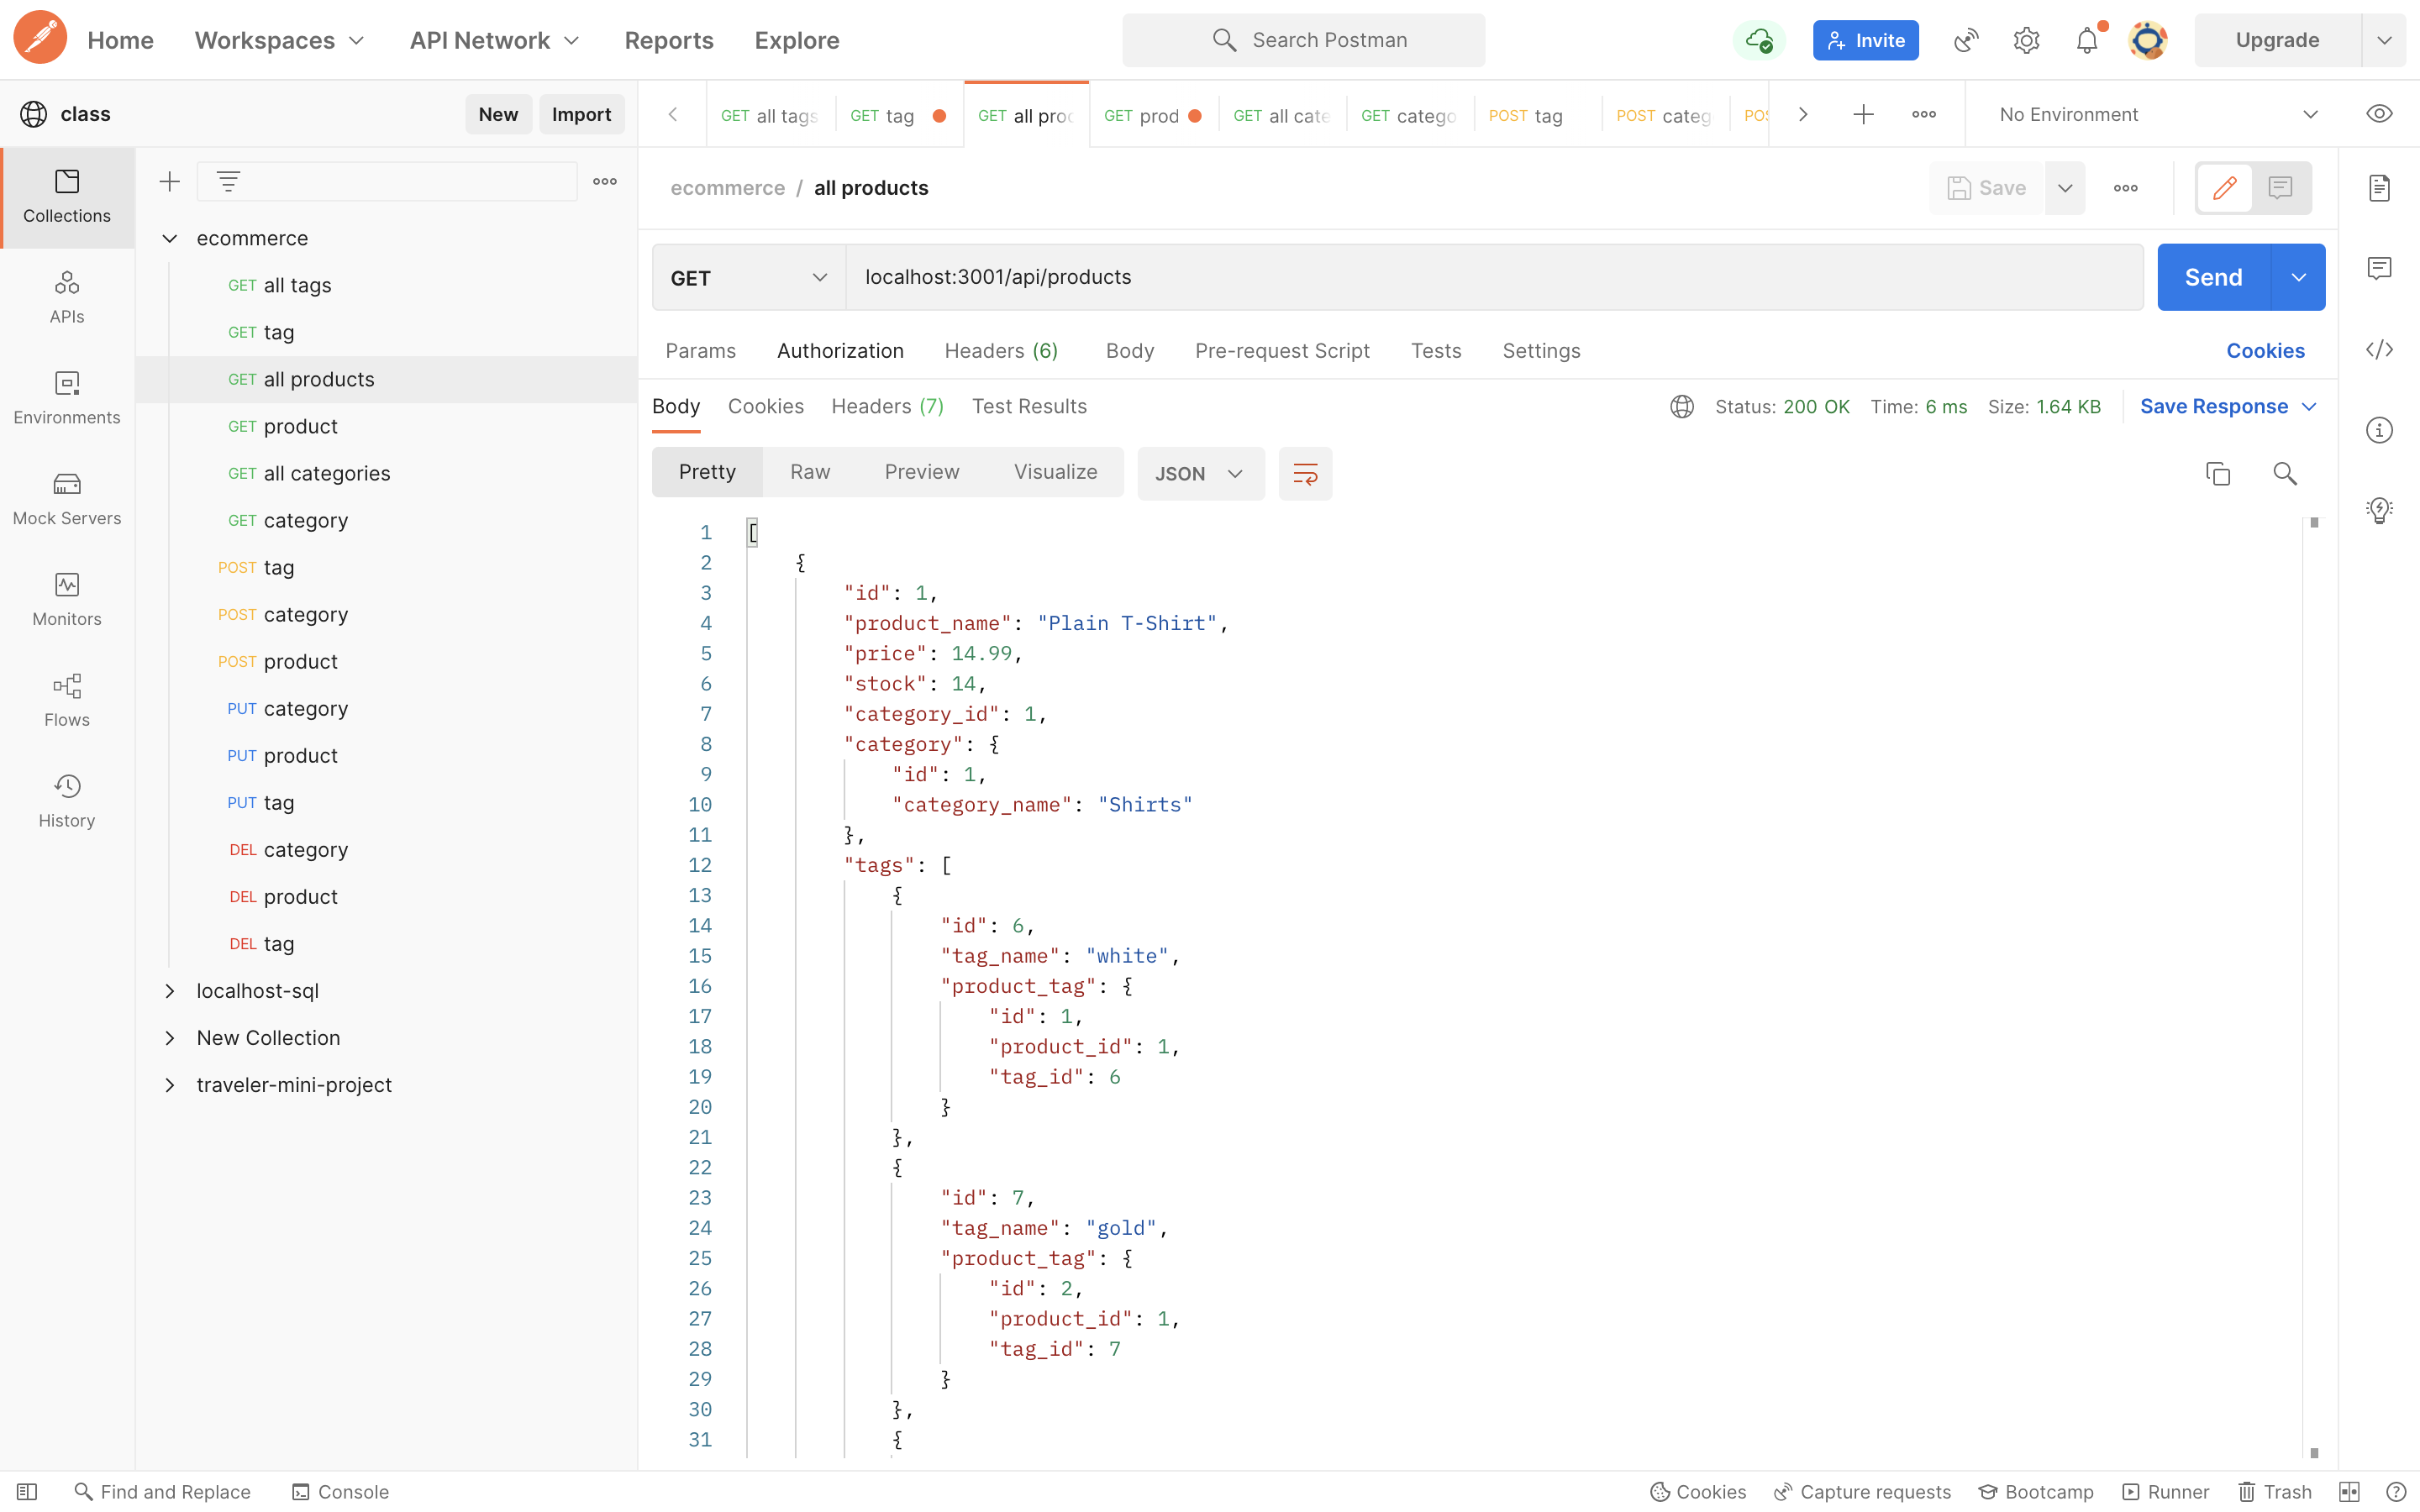 Home Workspaces API Network Reports Explore Search Postman Invite Upgrade
class New Import
GET all tags GET tag GET all proc GET prod GET all cate GET catego POST tag POST categ POS No Environment
Collections
APIs
Environments
Mock Servers
Monitors
Flows
History
ecommerce
GET all tags
GET tag
GET all products
GET product
GET all categories
GET category
POST tag
POST category
POST product
PUT category
PUT product
PUT tag
DEL category
DEL product
DEL tag
localhost-sql
New Collection
traveler-mini-project
ecommerce / all products Save
GET localhost:3001/api/products Send
Params Authorization Headers (6) Body Pre-request Script Tests Settings Cookies
Body Cookies Headers (7) Test Results Status: 200 OK Time: 6 ms Size: 1.64 KB Save Response
Pretty Raw Preview Visualize JSON
1 [
2 {
3 "id": 1,
4 "product_name": "Plain T-Shirt",
5 "price": 14.99,
6 "stock": 14,
7 "category_id": 1,
8 "category": {
9 "id": 1,
10 "category_name": "Shirts"
11 },
12 "tags": [
13 {
14 "id": 6,
15 "tag_name": "white",
16 "product_tag": {
17 "id": 1,
18 "product_id": 1,
19 "tag_id": 6
20 }
21 },
22 {
23 "id": 7,
24 "tag_name": "gold",
25 "product_tag": {
26 "id": 2,
27 "product_id": 1,
28 "tag_id": 7
29 }
30 },
31 {
Find and Replace Console Cookies Capture requests Bootcamp Runner Trash